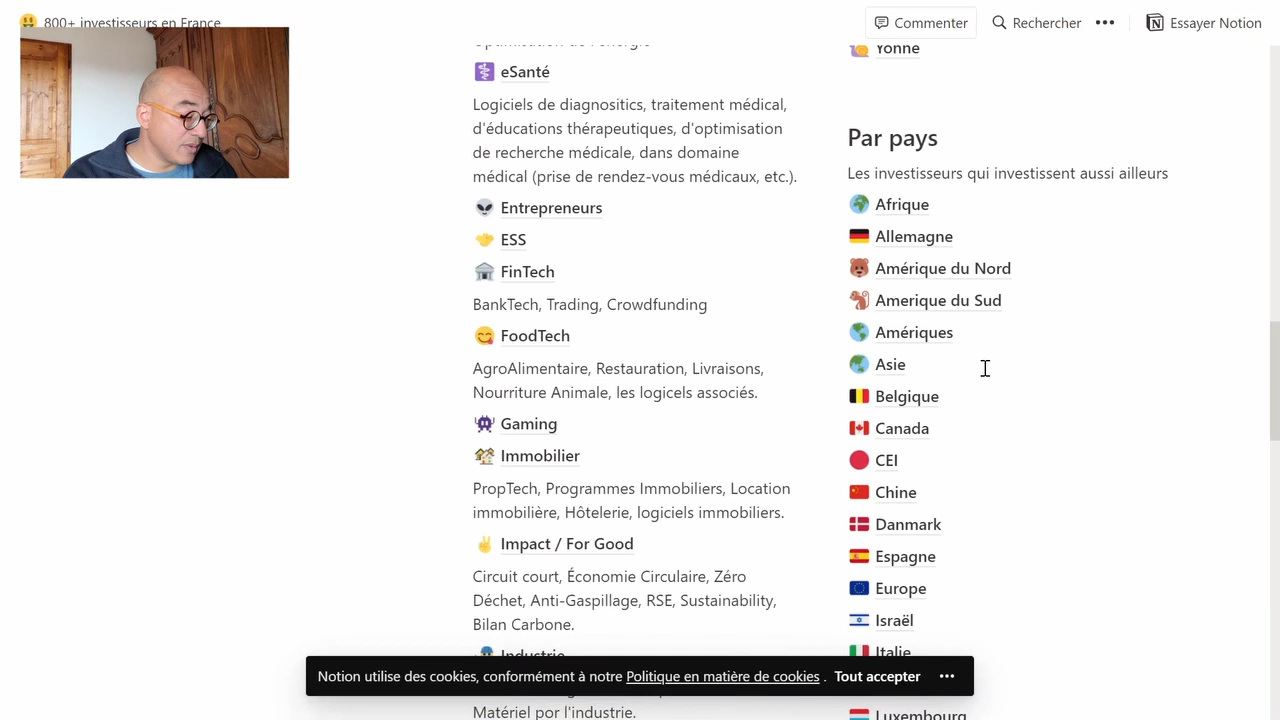 800+ investisseurs en France
Commenter
Rechercher
Essayer Notion
Optimisation de l'énergie
eSanté
Logiciels de diagnositics, traitement médical,
d'éducations thérapeutiques, d'optimisation
de recherche médicale, dans domaine
médical (prise de rendez-vous médicaux, etc.).
Entrepreneurs
ESS
FinTech
BankTech, Trading, Crowdfunding
FoodTech
AgroAlimentaire, Restauration, Livraisons,
Nourriture Animale, les logicels associés.
Gaming
Immobilier
PropTech, Programmes Immobiliers, Location
immobilière, Hôtelerie, logiciels immobiliers.
Impact / For Good
Circuit court, Économie Circulaire, Zéro
Déchet, Anti-Gaspillage, RSE, Sustainability,
Bilan Carbone.
Industrie
Matériel por l'industrie.
Yonne
Par pays
Les investisseurs qui investissent aussi ailleurs
Afrique
Allemagne
Amérique du Nord
Amerique du Sud
Amériques
Asie
Belgique
Canada
CEI
Chine
Danmark
Espagne
Europe
Israël
Italie
Luxembourg
Notion utilise des cookies, conformément à notre Politique en matière de cookies . Tout accepter